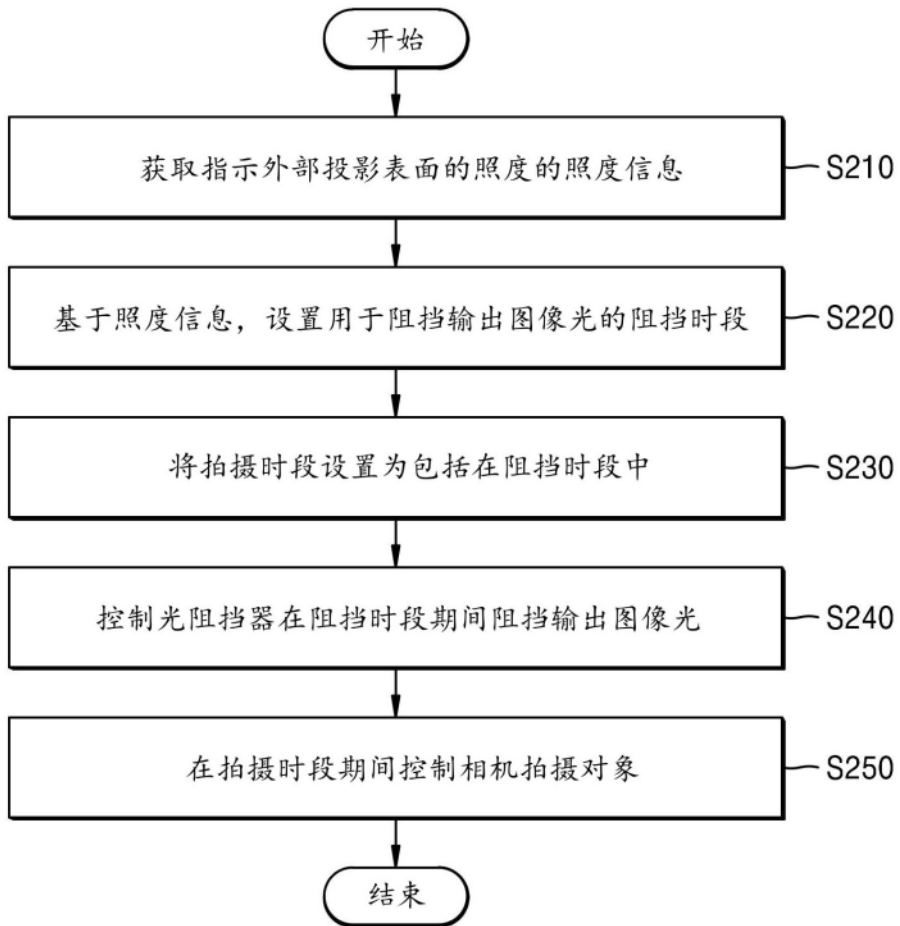 开始
获取指示外部投影表面的照度的照度信息
S210
基于照度信息，设置用于阻挡输出图像光的阻挡时段
S220
将拍摄时段设置为包括在阻挡时段中
S230
控制光阻挡器在阻挡时段期间阻挡输出图像光
S240
在拍摄时段期间控制相机拍摄对象
S250
结束